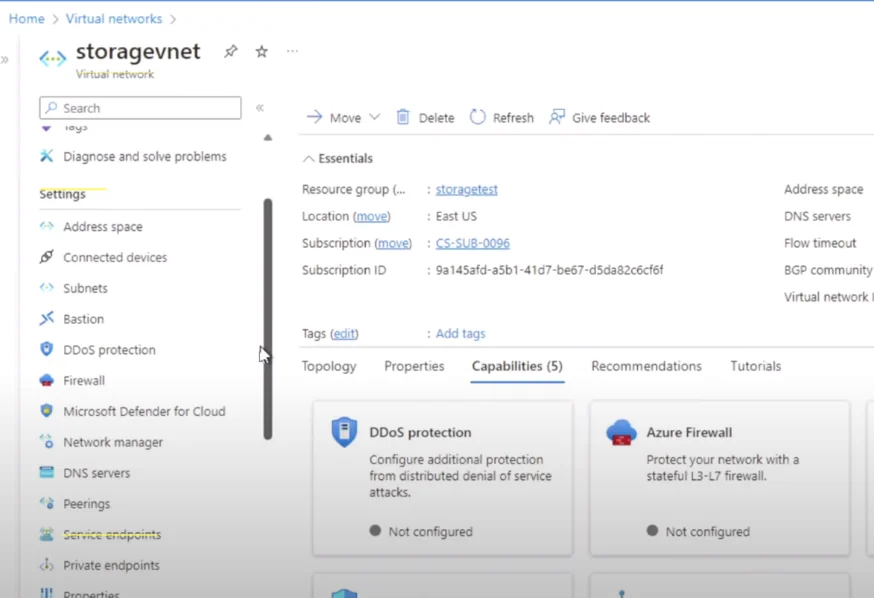 Home > Virtual networks >
storagevnet
Virtual network
Search
Tags
Diagnose and solve problems
Settings
Address space
Connected devices
Subnets
Bastion
DDoS protection
Firewall
Microsoft Defender for Cloud
Network manager
DNS servers
Peerings
Service endpoints
Private endpoints
Properties
Move
Delete
Refresh
Give feedback
Essentials
Resource group (... : storagetest
Location (move) : East US
Subscription (move) : CS-SUB-0096
Subscription ID : 9a145afd-a5b1-41d7-be67-d5da82c6cf6f
Tags (edit) : Add tags
Address space
DNS servers
Flow timeout
BGP community
Virtual network
Topology Properties Capabilities (5) Recommendations Tutorials
DDoS protection
Configure additional protection
from distributed denial of service
attacks.
Not configured
Azure Firewall
Protect your network with a
stateful L3-L7 firewall.
Not configured